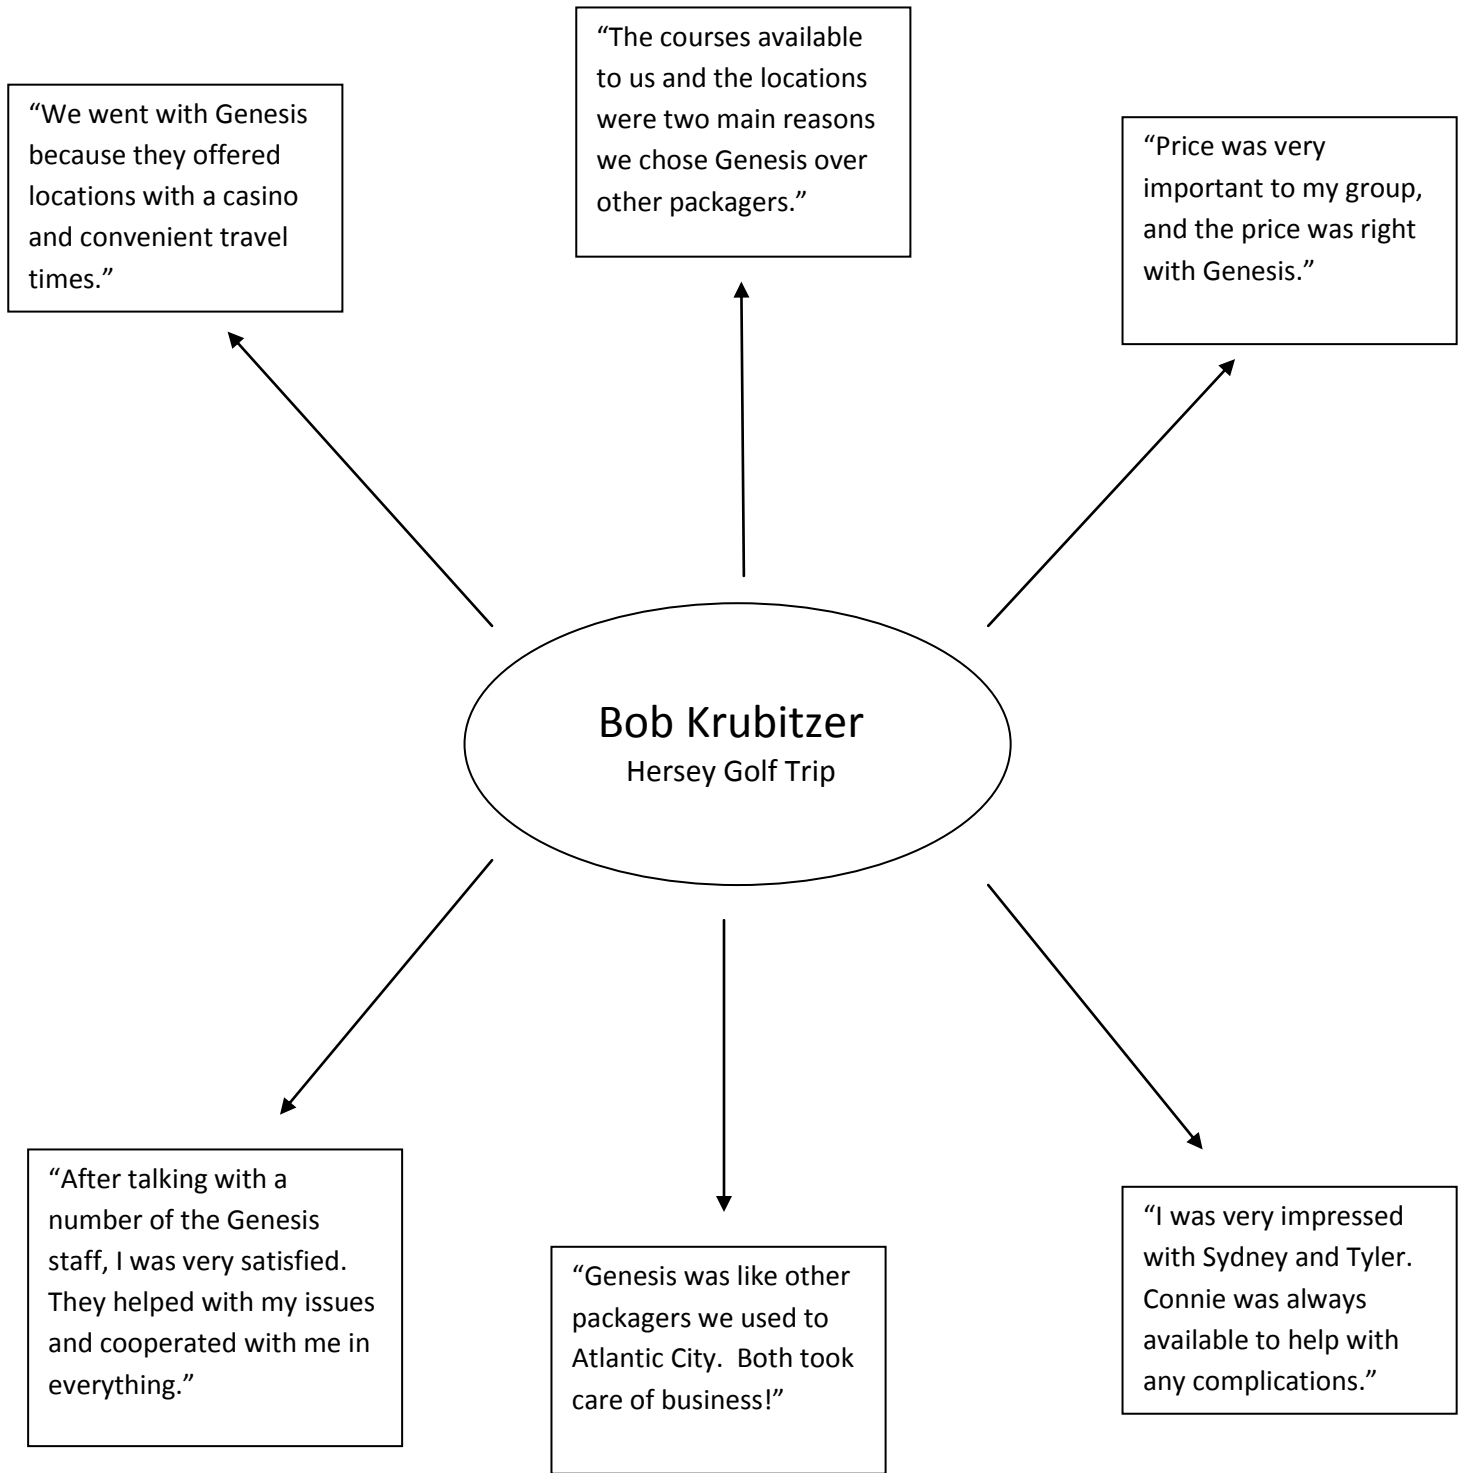 “We went with Genesis
because they offered
locations with a casino
and convenient travel
times.”
“The courses available
to us and the locations
were two main reasons
we chose Genesis over
other packagers.”
“Price was very
important to my group,
and the price was right
with Genesis.”
Bob Krubitzer
Hersey Golf Trip
“After talking with a
number of the Genesis
staff, I was very satisfied.
They helped with my issues
and cooperated with me in
everything.”
“Genesis was like other
packagers we used to
Atlantic City.  Both took
care of business!”
“I was very impressed
with Sydney and Tyler.
Connie was always
available to help with
any complications.”